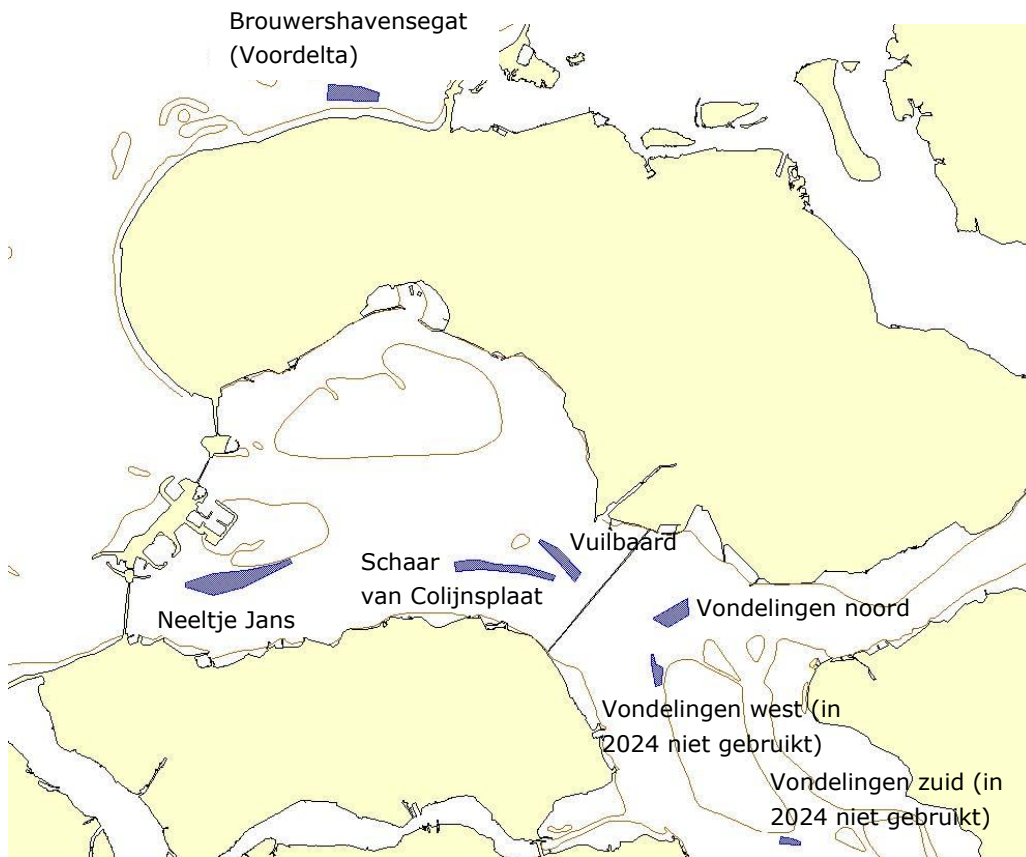 Brouwershavensegat
(Voordelta)
Vuilbaard
Schaar
van Colijnsplaat
Neeltje Jans
Vondelingen noord
Vondelingen west (in
2024 niet gebruikt)
Vondelingen zuid (in
2024 niet gebruikt)